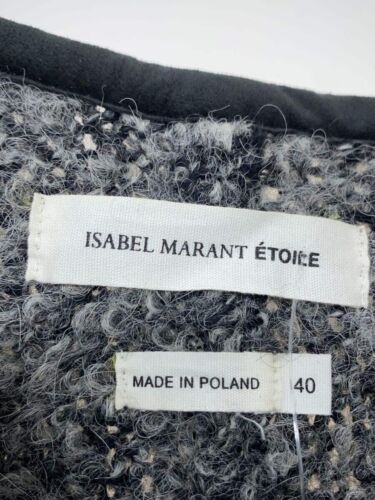 ISABEL MARANT ÉTOILE
MADE IN POLAND 40